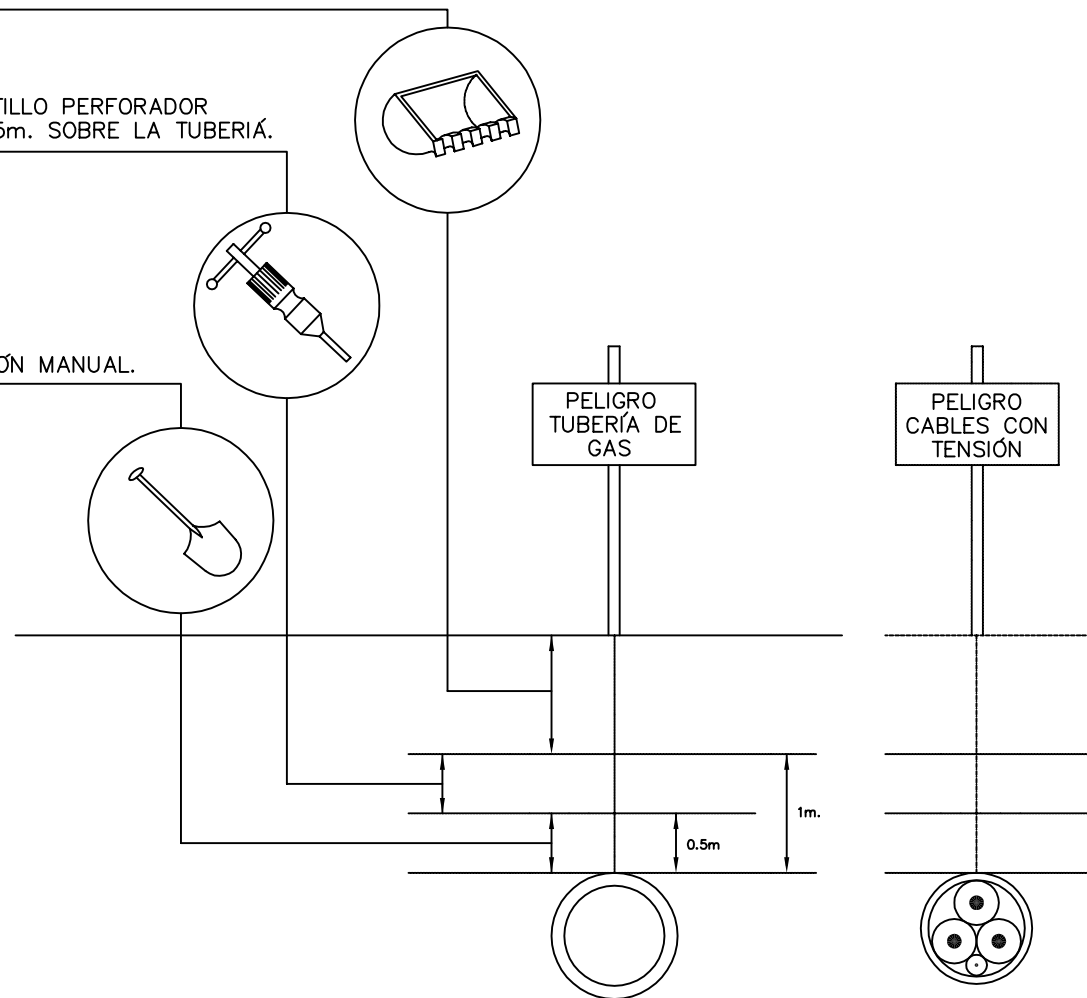 TILLO PERFORADOR
5m. SOBRE LA TUBERIÁ.
ÓN MANUAL.
PELIGRO
TUBERÍA DE
GAS
PELIGRO
CABLES CON
TENSIÓN
1m.
0.5m